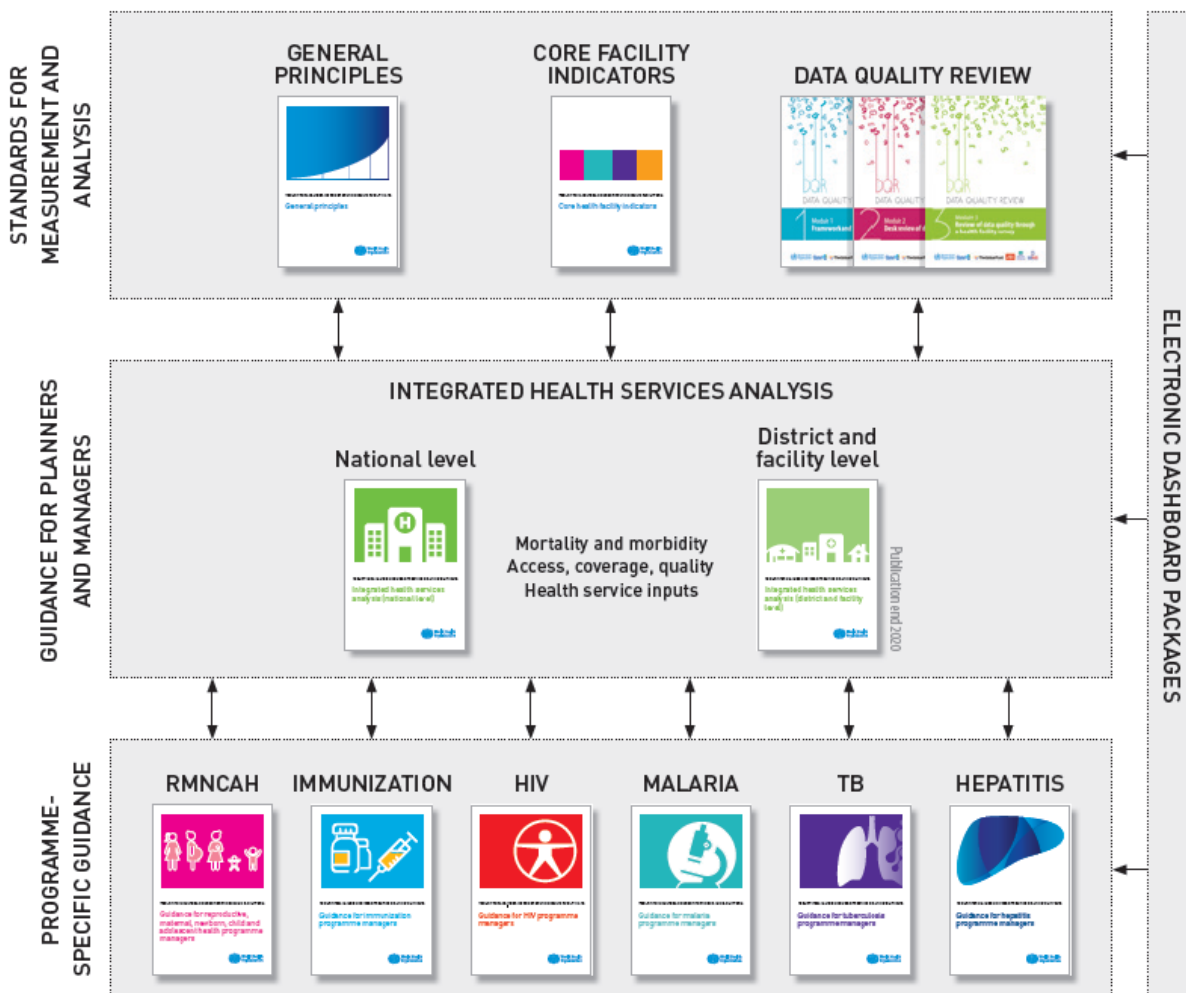 STANDARDS FOR
MEASUREMENT AND
ANALYSIS
GENERAL
PRINCIPLES
General principles
CORE FACILITY
INDICATORS
Core health facility indicators
DATA QUALITY REVIEW
DQR
DATA QUALITY
1
Module 1
Framework and
DQR
DATA QUALITY
2
Module 2
Desk review of d
DQR
DATA QUALITY REVIEW
3
Module 3
Review of data quality through
a health facility survey
GUIDANCE FOR PLANNERS
AND MANAGERS
INTEGRATED HEALTH SERVICES ANALYSIS
National level
H
Integrated health services
analysis (national level)
Mortality and morbidity
Access, coverage, quality
Health service inputs
District and
facility level
Integrated health services
analysis (district and facility
level)
Publication end 2020
PROGRAMME-
SPECIFIC GUIDANCE
RMNCAH
Guidance for reproductive,
maternal, newborn, child and
adolescent health programme
managers
IMMUNIZATION
Guidance for immunization
programme managers
HIV
Guidance for HIV programme
managers
MALARIA
Guidance for malaria
programme managers
TB
Guidance for tuberculosis
programme managers
HEPATITIS
Guidance for hepatitis
programme managers
ELECTRONIC DASHBOARD PACKAGES